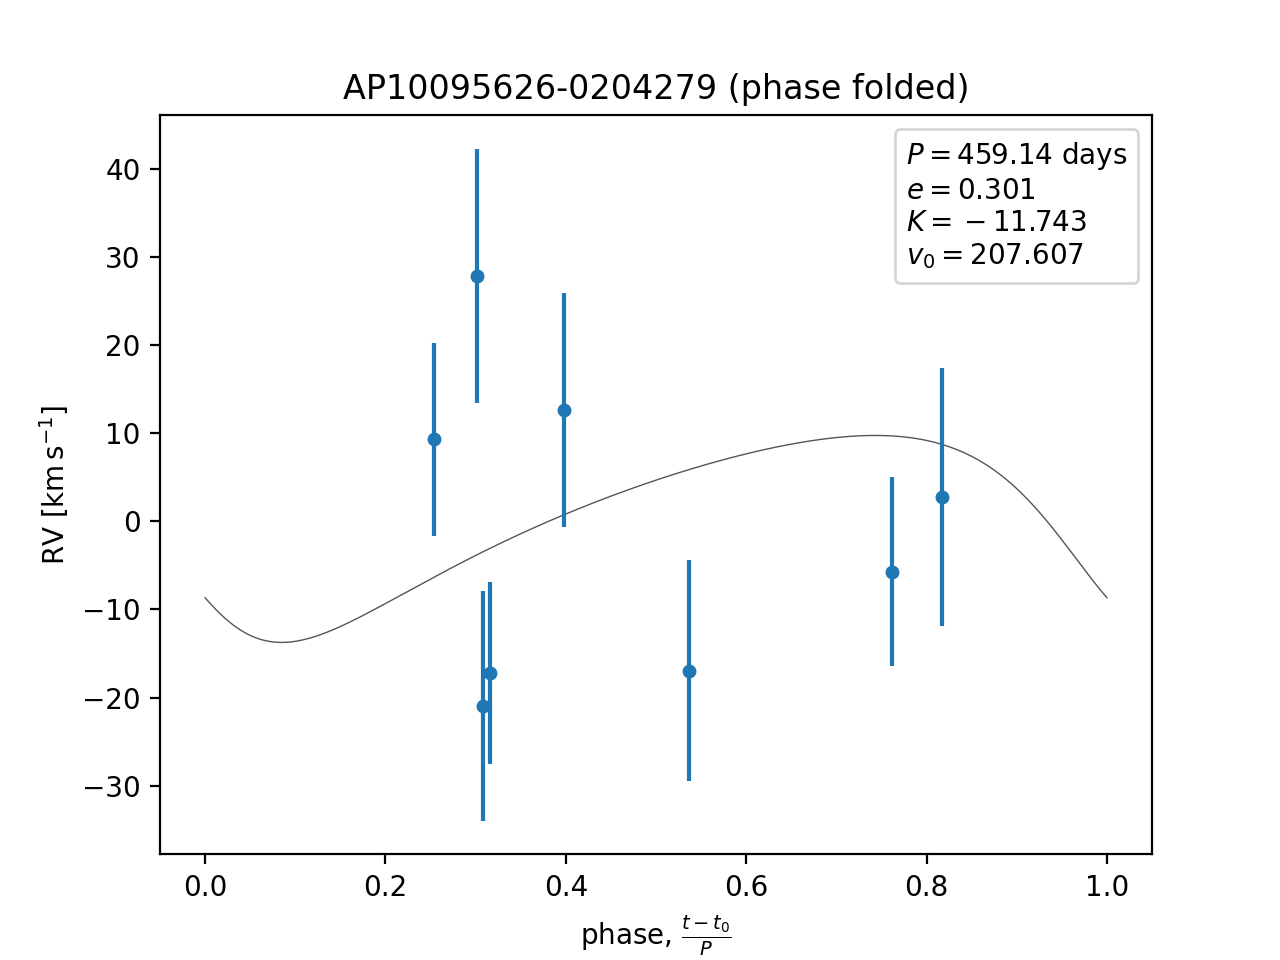 AP10095626-0204279 (phase folded)
P = 459.14 days
e = 0.301
K = −11.743
v₀ = 207.607
RV [km s⁻¹]
40
30
20
10
0
−10
−20
−30
0.0 0.2 0.4 0.6 0.8 1.0
phase, (t − t₀)/P